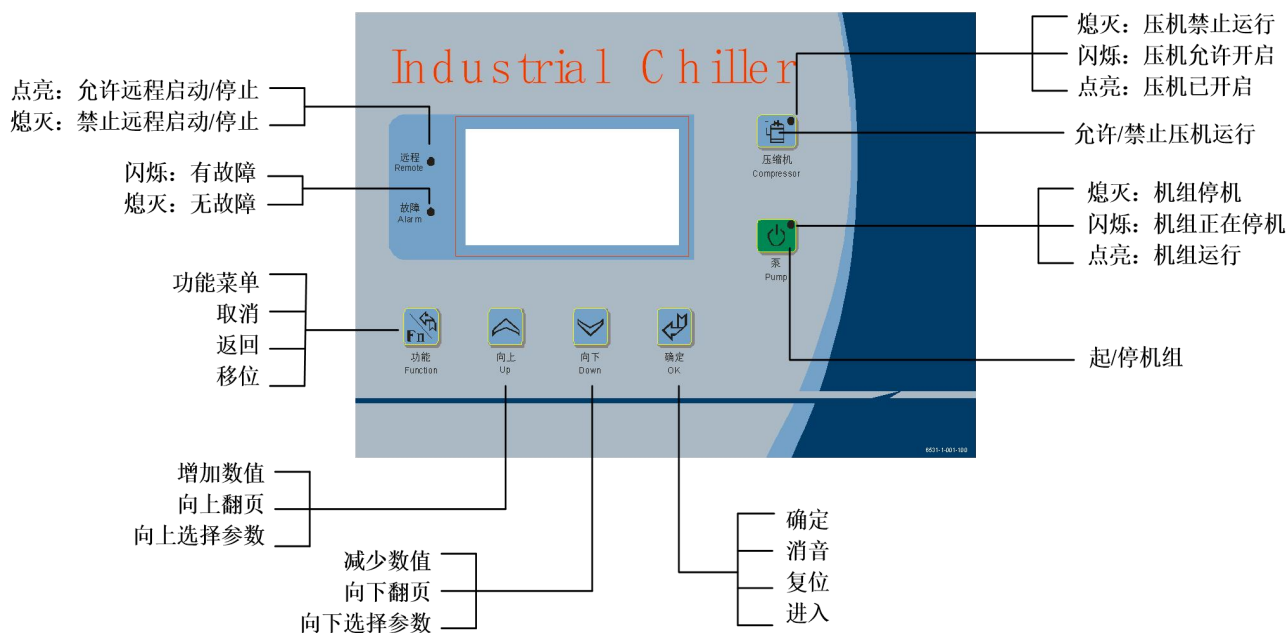 Industrial Chiller
点亮：允许远程启动/停止
熄灭：禁止远程启动/停止
闪烁：有故障
熄灭：无故障
远程
Remote
故障
Alarm
熄灭：压机禁止运行
闪烁：压机允许开启
点亮：压机已开启
允许/禁止压机运行
压缩机
Compressor
熄灭：机组停机
闪烁：机组正在停机
点亮：机组运行
泵
Pump
起/停机组
功能菜单
取消
返回
移位
Fn
功能
Function
向上
Up
向下
Down
确定
OK
6531-1-001-100
增加数值
向上翻页
向上选择参数
减少数值
向下翻页
向下选择参数
确定
消音
复位
进入